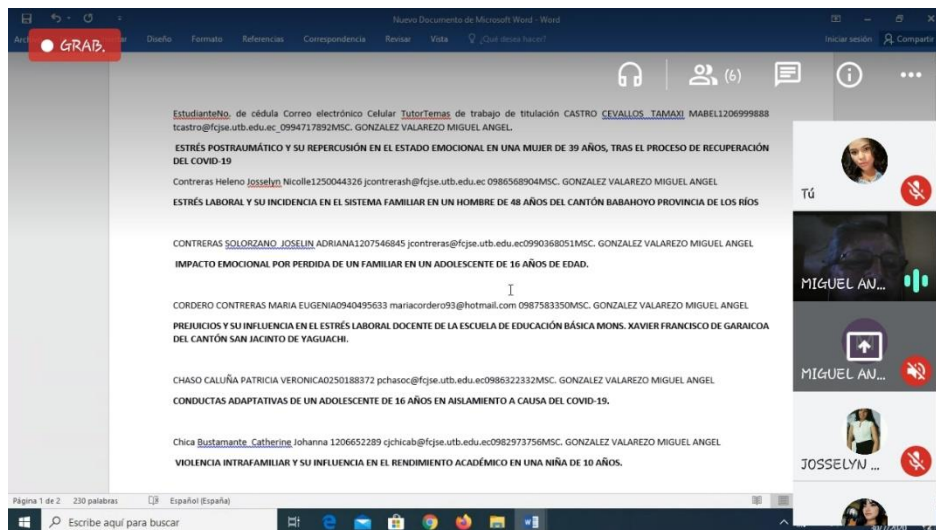 Nuevo Documento de Microsoft Word - Word
Diseño Formato Referencias Correspondencia Revisar Vista ¿Qué desea hacer? Iniciar sesión Compartir
GRAB.
(6)
EstudianteNo. de cédula Correo electrónico Celular TutorTemas de trabajo de titulación CASTRO CEVALLOS TAMAXI MABEL1206999888
tcastro@fcjse.utb.edu.ec_0994717892MSC. GONZALEZ VALAREZO MIGUEL ANGEL.
ESTRÉS POSTRAUMÁTICO Y SU REPERCUSIÓN EN EL ESTADO EMOCIONAL EN UNA MUJER DE 39 AÑOS, TRAS EL PROCESO DE RECUPERACIÓN
DEL COVID-19
Contreras Heleno Josselyn Nicolle1250044326 jcontrerash@fcjse.utb.edu.ec 0986568904MSC. GONZALEZ VALAREZO MIGUEL ANGEL
ESTRÉS LABORAL Y SU INCIDENCIA EN EL SISTEMA FAMILIAR EN UN HOMBRE DE 48 AÑOS DEL CANTÓN BABAHOYO PROVINCIA DE LOS RÍOS
CONTRERAS SOLORZANO JOSELIN ADRIANA1207546845 jcontreras@fcjse.utb.edu.ec0990368051MSC. GONZALEZ VALAREZO MIGUEL ANGEL
IMPACTO EMOCIONAL POR PERDIDA DE UN FAMILIAR EN UN ADOLESCENTE DE 16 AÑOS DE EDAD.
CORDERO CONTRERAS MARIA EUGENIA0940495633 mariacordero93@hotmail.com 0987583350MSC. GONZALEZ VALAREZO MIGUEL ANGEL
PREJUICIOS Y SU INFLUENCIA EN EL ESTRÉS LABORAL DOCENTE DE LA ESCUELA DE EDUCACIÓN BÁSICA MONS. XAVIER FRANCISCO DE GARAICOA
DEL CANTÓN SAN JACINTO DE YAGUACHI.
CHASO CALUÑA PATRICIA VERONICA0250188372 pchasoc@fcjse.utb.edu.ec0986322332MSC. GONZALEZ VALAREZO MIGUEL ANGEL
CONDUCTAS ADAPTATIVAS DE UN ADOLESCENTE DE 16 AÑOS EN AISLAMIENTO A CAUSA DEL COVID-19.
Chica Bustamante Catherine Johanna 1206652289 cjchicab@fcjse.utb.edu.ec0982973756MSC. GONZALEZ VALAREZO MIGUEL ANGEL
VIOLENCIA INTRAFAMILIAR Y SU INFLUENCIA EN EL RENDIMIENTO ACADÉMICO EN UNA NIÑA DE 10 AÑOS.
Tú
MIGUEL AN...
MIGUEL AN...
JOSSELYN ...
Página 1 de 2 230 palabras Español (España)
Escribe aquí para buscar